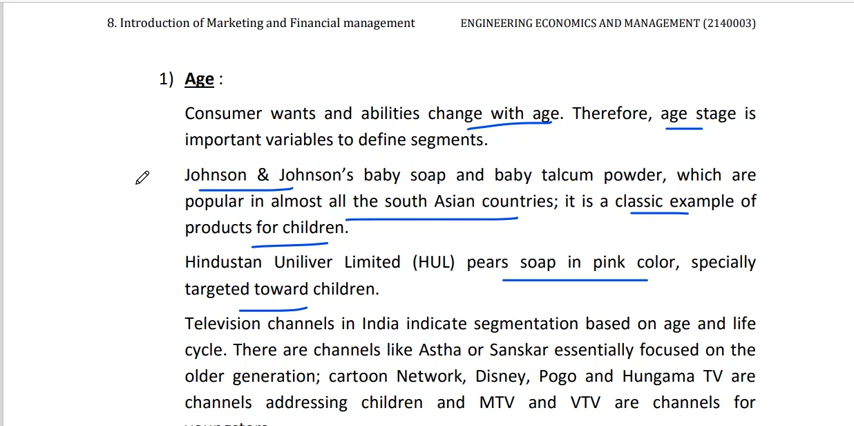 8. Introduction of Marketing and Financial management
ENGINEERING ECONOMICS AND MANAGEMENT (2140003)
1) Age :
Consumer wants and abilities change with age. Therefore, age stage is
important variables to define segments.
Johnson & Johnson's baby soap and baby talcum powder, which are
popular in almost all the south Asian countries; it is a classic example of
products for children.
Hindustan Uniliver Limited (HUL) pears soap in pink color, specially
targeted toward children.
Television channels in India indicate segmentation based on age and life
cycle. There are channels like Astha or Sanskar essentially focused on the
older generation; cartoon Network, Disney, Pogo and Hungama TV are
channels addressing children and MTV and VTV are channels for